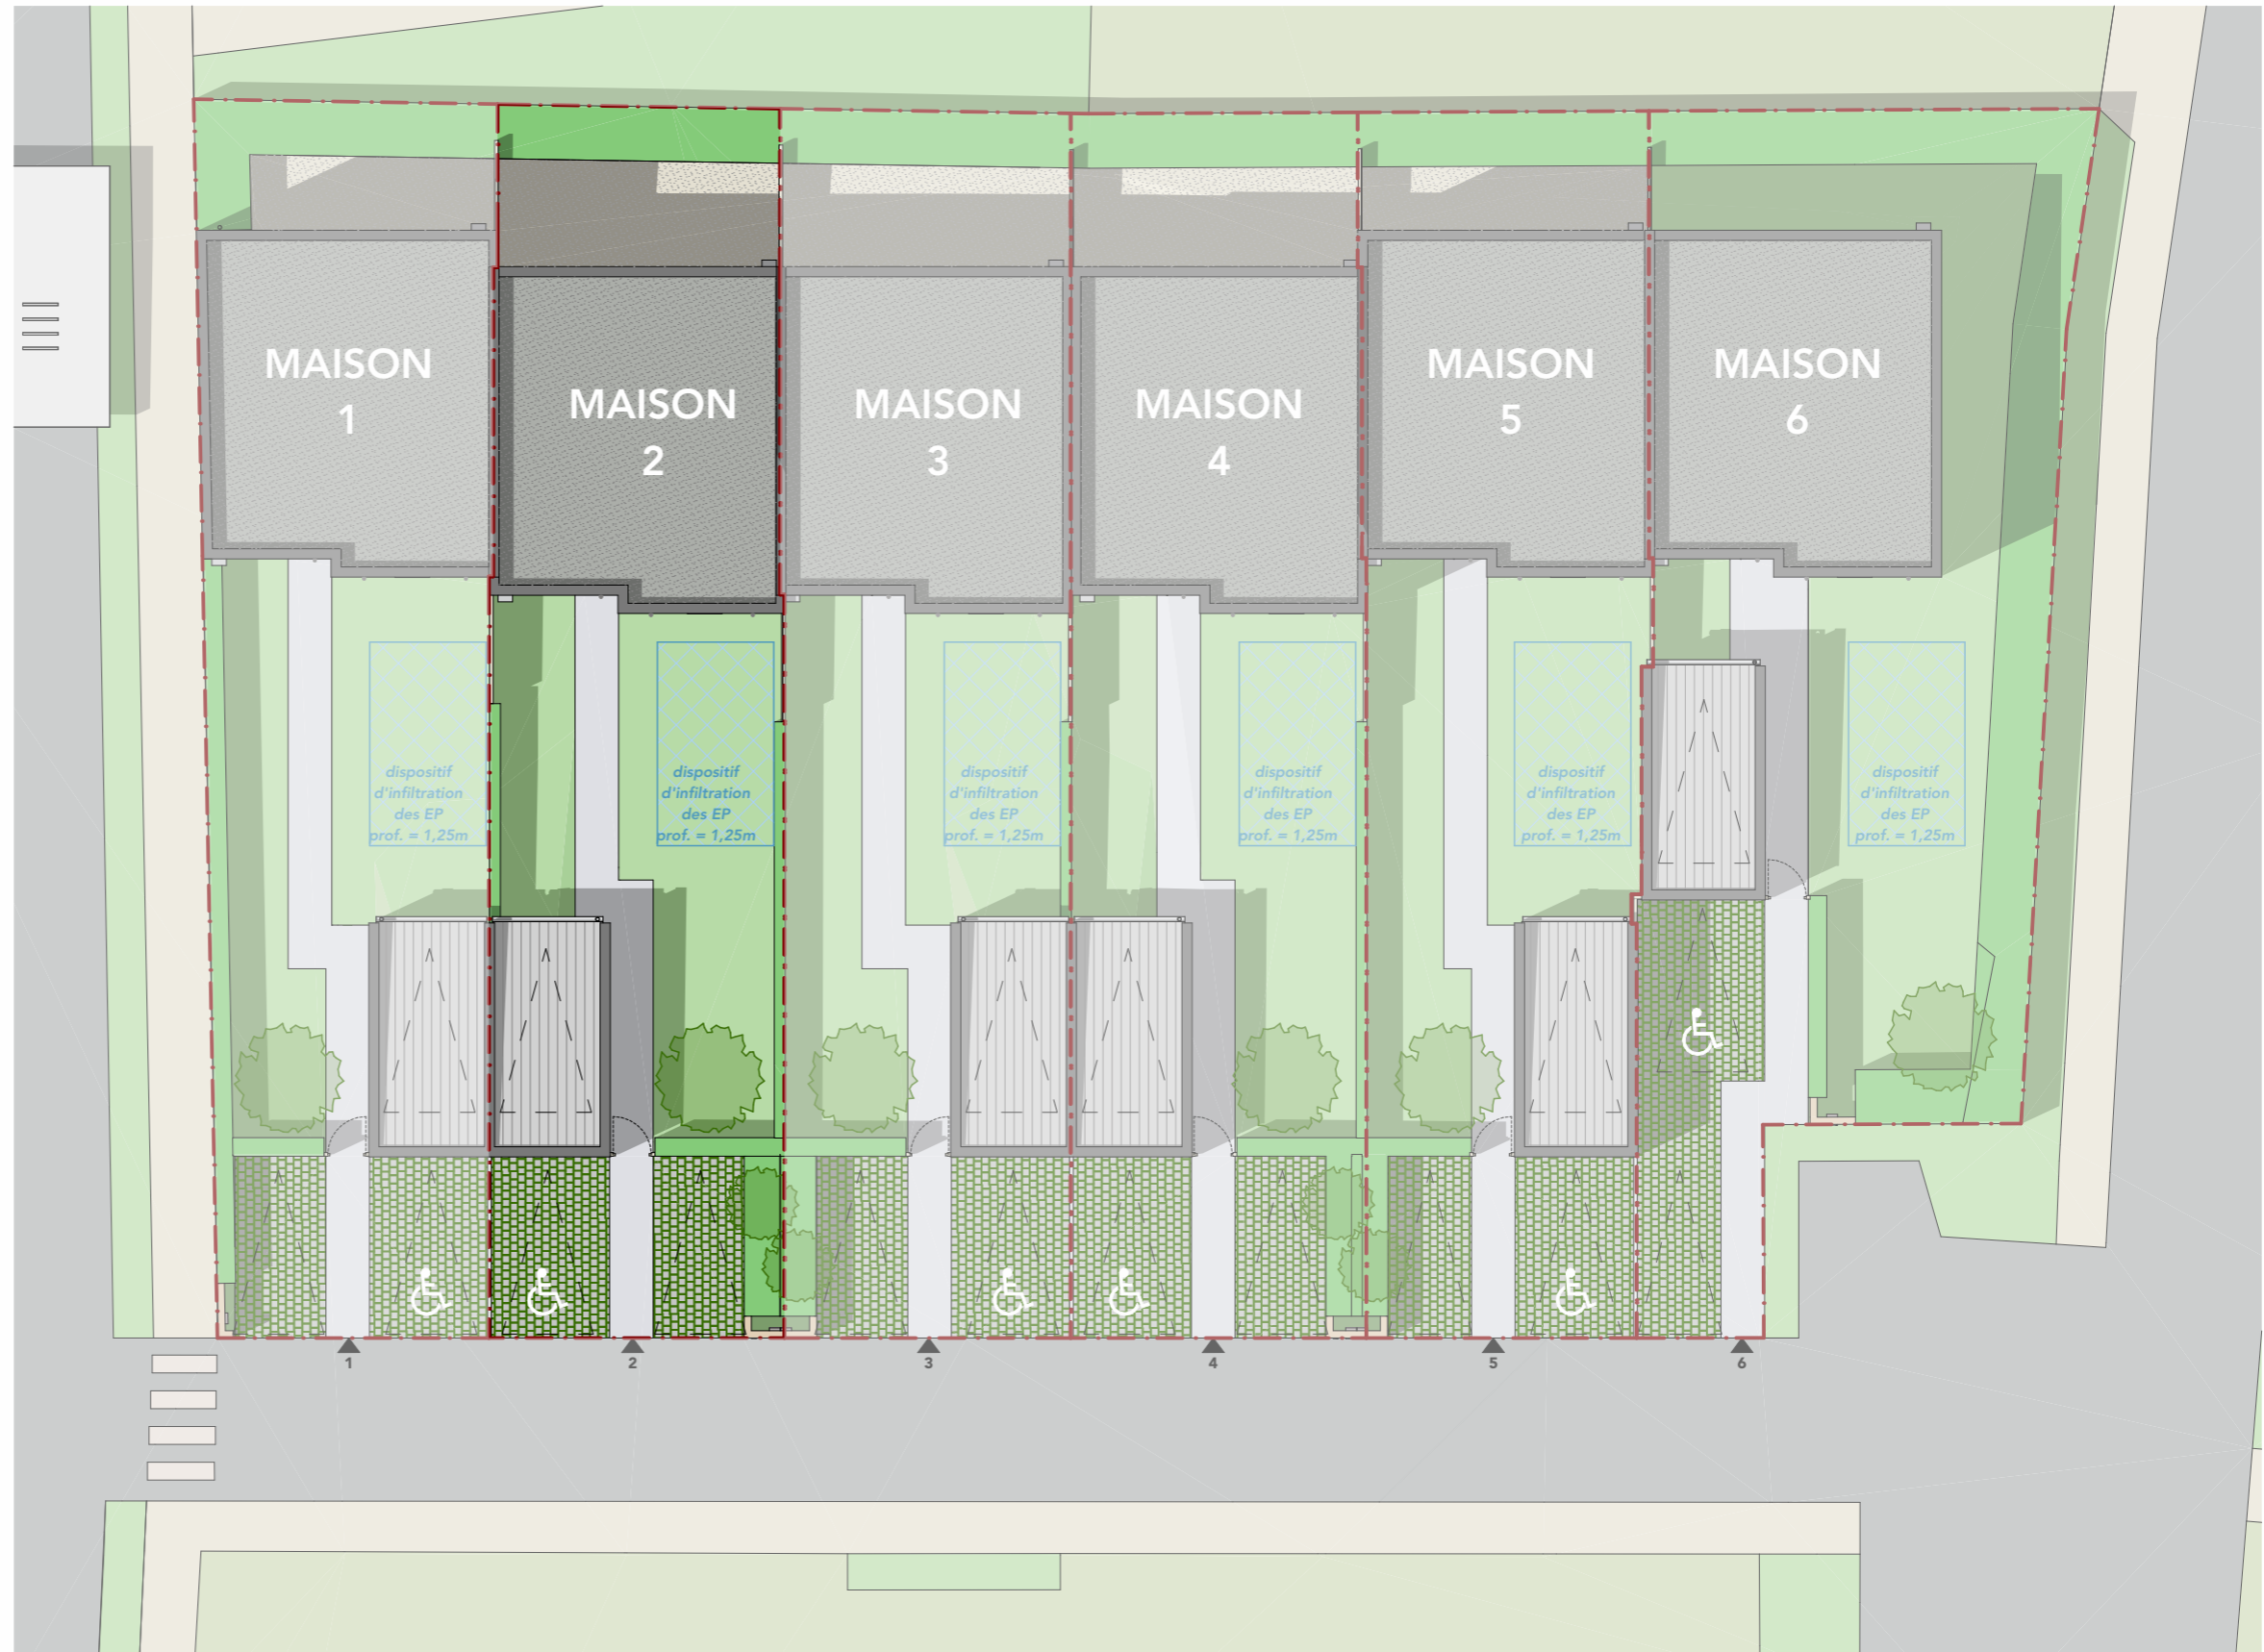 MAISON
1
MAISON
2
MAISON
3
MAISON
4
MAISON
5
MAISON
6
dispositif
d'infiltration
des EP
prof. = 1,25m
dispositif
d'infiltration
des EP
prof. = 1,25m
dispositif
d'infiltration
des EP
prof. = 1,25m
dispositif
d'infiltration
des EP
prof. = 1,25m
dispositif
d'infiltration
des EP
prof. = 1,25m
dispositif
d'infiltration
des EP
prof. = 1,25m
1
2
3
4
5
6